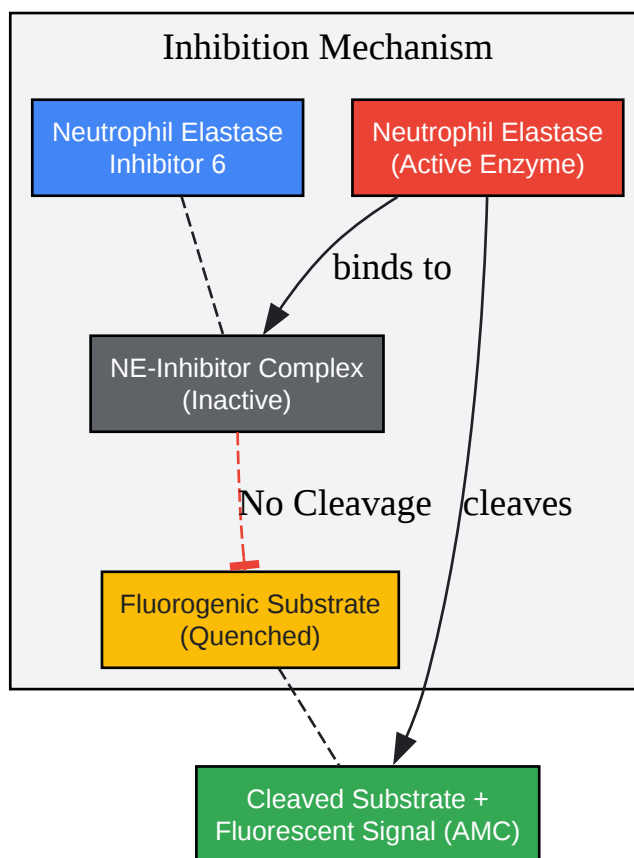 Inhibition Mechanism
Neutrophil Elastase
Inhibitor 6
Neutrophil Elastase
(Active Enzyme)
binds to
NE-Inhibitor Complex
(Inactive)
No Cleavage
cleaves
Fluorogenic Substrate
(Quenched)
Cleaved Substrate +
Fluorescent Signal (AMC)